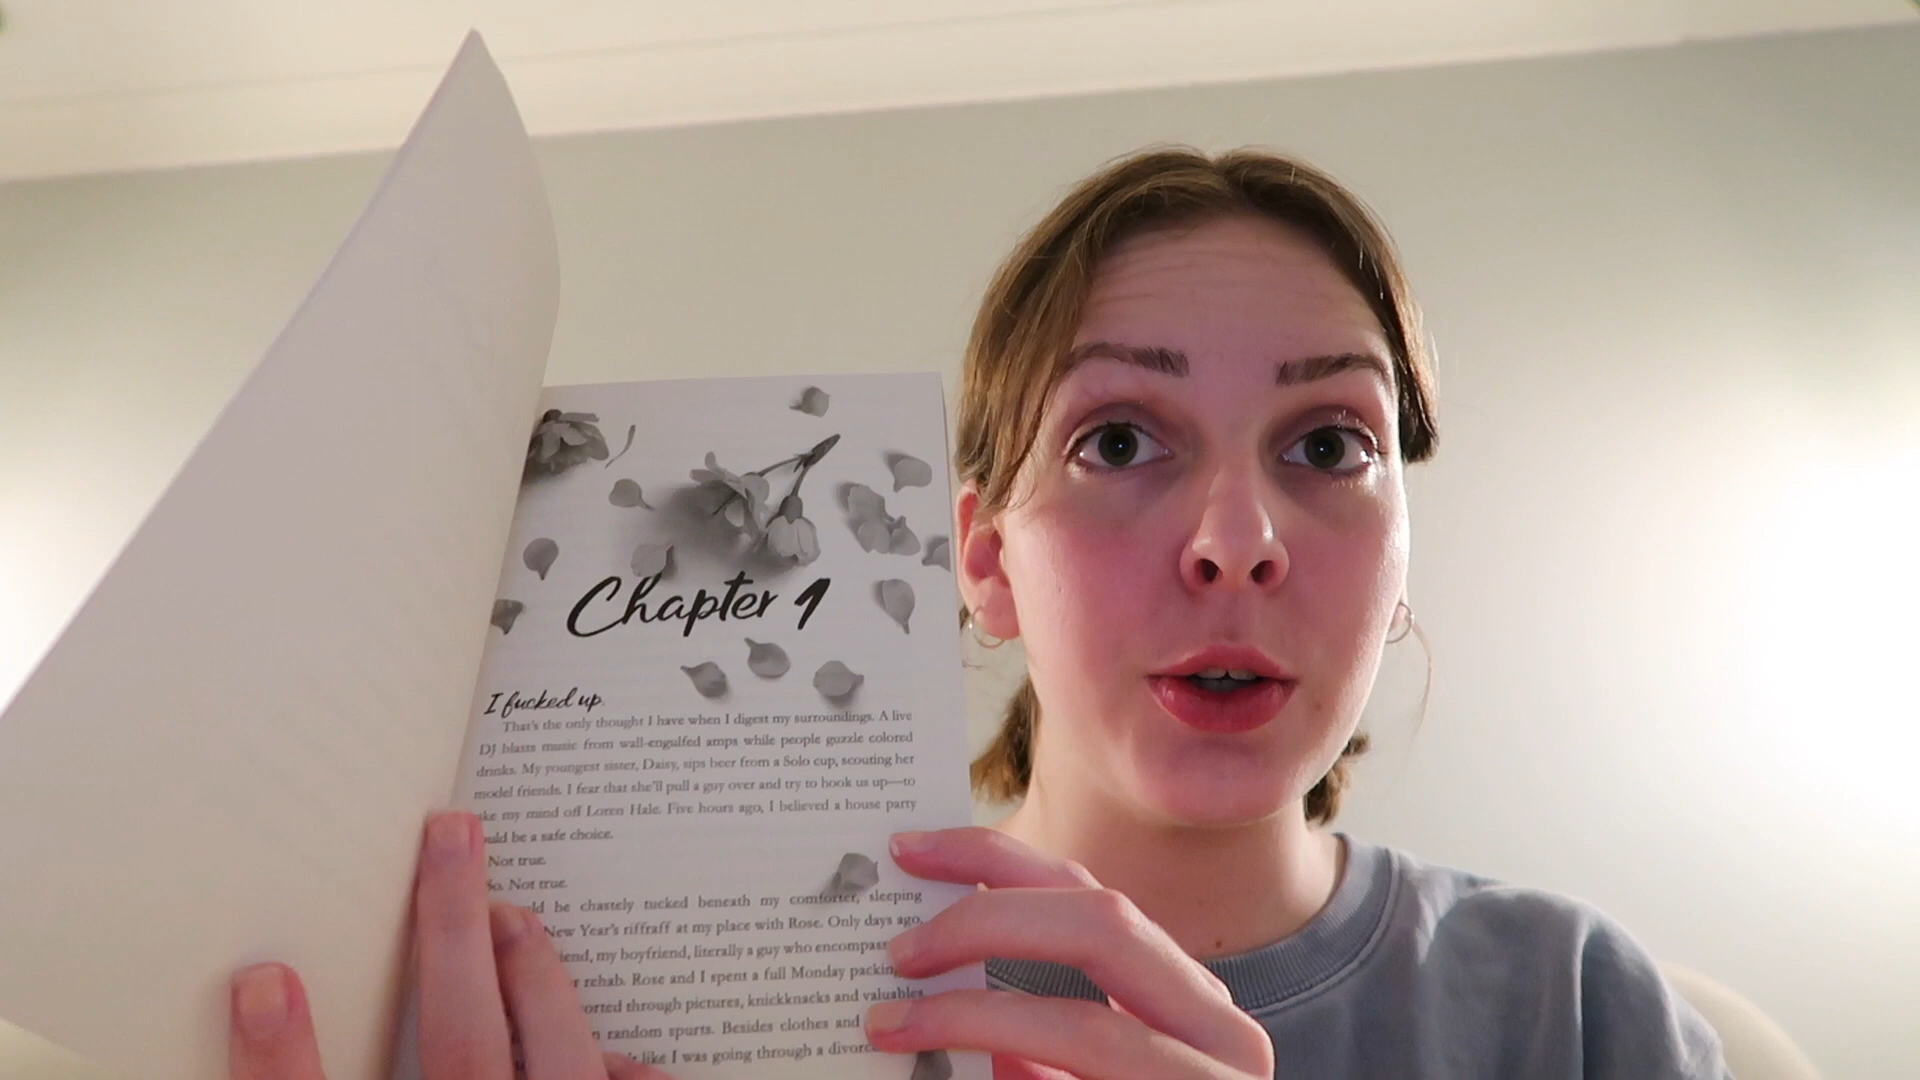 Chapter 1
I fucked up.
That's the only thought I have when I digest my surroundings. A live
DJ blasts music from wall-engulfed amps while people guzzle colored
drinks. My youngest sister, Daisy, sips beer from a Solo cup, scouting her
model friends. I fear that she'll pull a guy over and try to hook us up—to
my mind off Loren Hale. Five hours ago, I believed a house party
be a safe choice.
Not true.
So. Not true.
be chastely tucked beneath my comforter, sleeping
New Year's riffraff at my place with Rose. Only days ago,
my boyfriend, literally a guy who
rehab. Rose and I spent a full Monday
through pictures, knickknacks and valuables
random spurts. Besides clothes and
like I was going through a